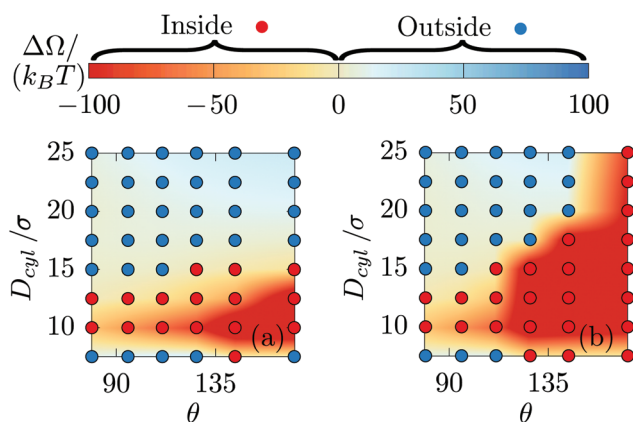 Inside Outside
ΔΩ/
(k_BT)
−100 −50 0 50 100
25
20
15
10
D_cyl/σ
(a)
90 135
θ
25
20
15
10
D_cyl/σ
(b)
90 135
θ